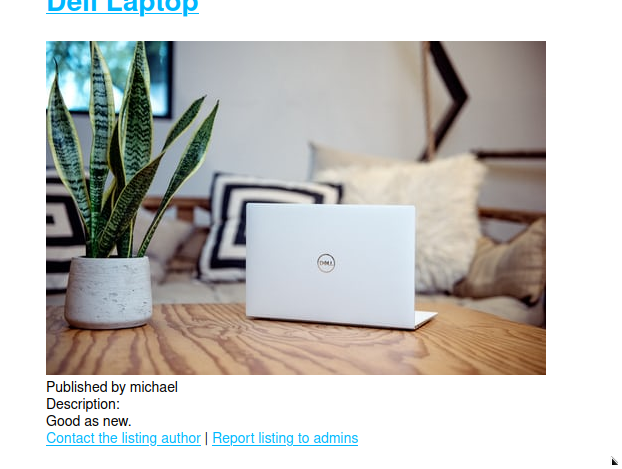 Dell Laptop
DELL
Published by michael
Description:
Good as new.
Contact the listing author | Report listing to admins